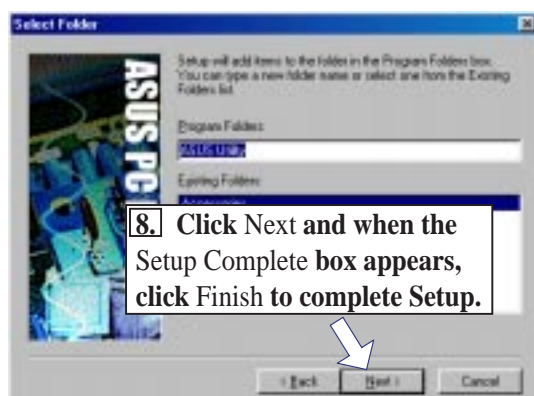 Select Folder
Setup will add items to the folder in the Program Folders box.
You can type a new folder name or select one from the Existing
Folders list.
ASUS PC
Program Folders:
ASUS Utility
Existing Folders:
8. Click Next and when the
Setup Complete box appears,
click Finish to complete Setup.
< Back
Next >
Cancel